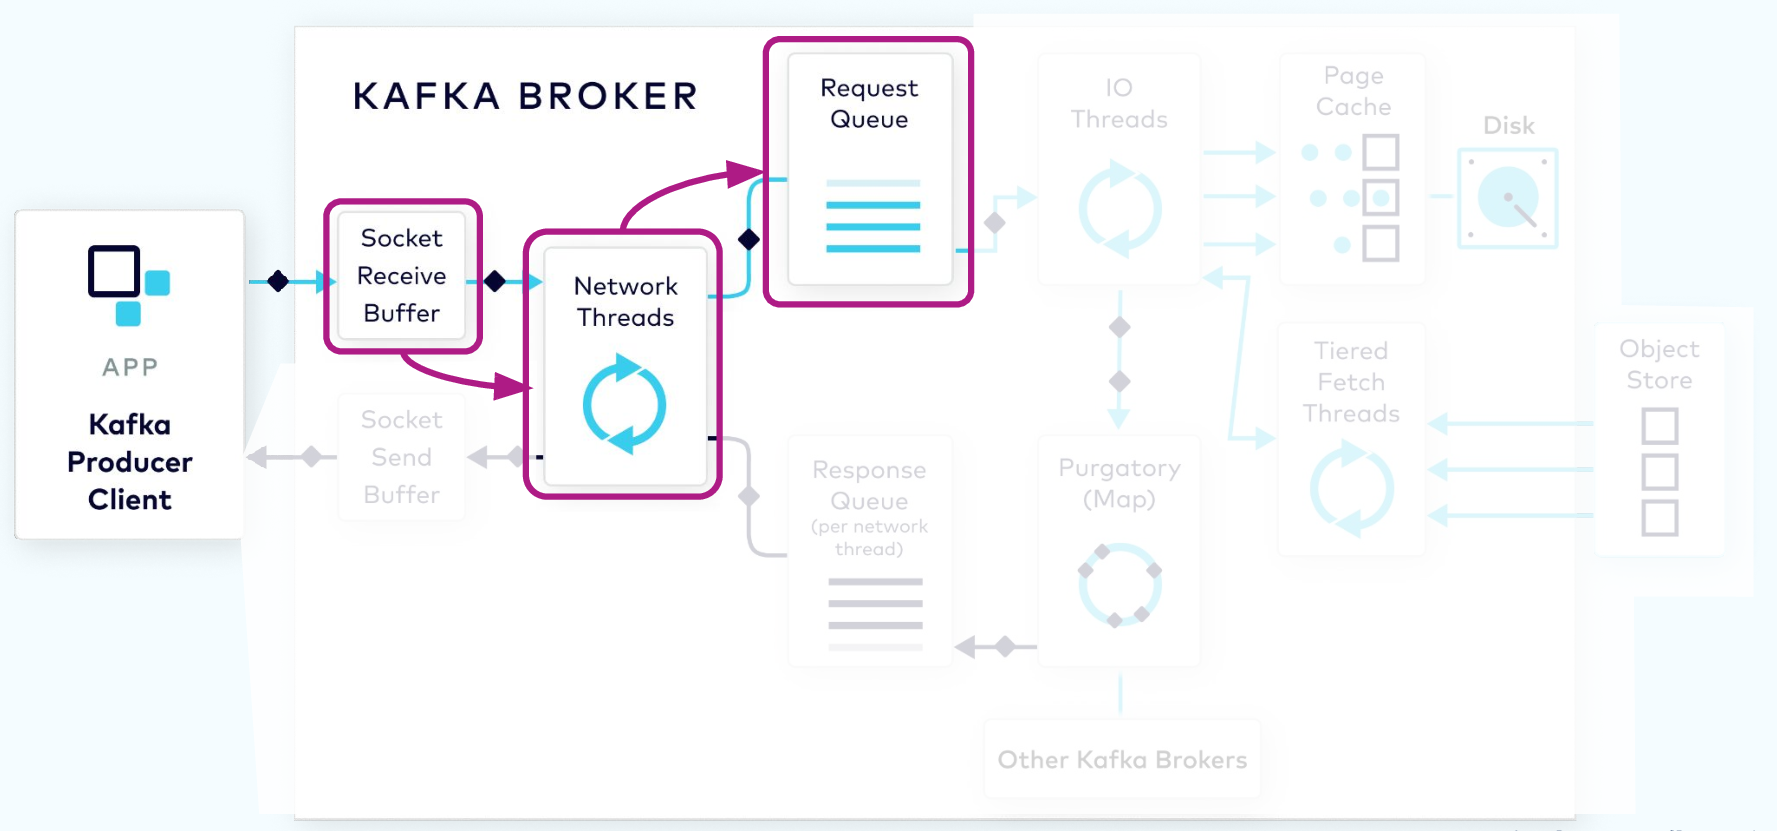 KAFKA BROKER
Request
Queue
IO
Threads
Page
Cache
Disk
Socket
Receive
Buffer
Network
Threads
APP
Kafka
Producer
Client
Socket
Send
Buffer
Response
Queue
(per network
thread)
Purgatory
(Map)
Tiered
Fetch
Threads
Object
Store
Other Kafka Brokers